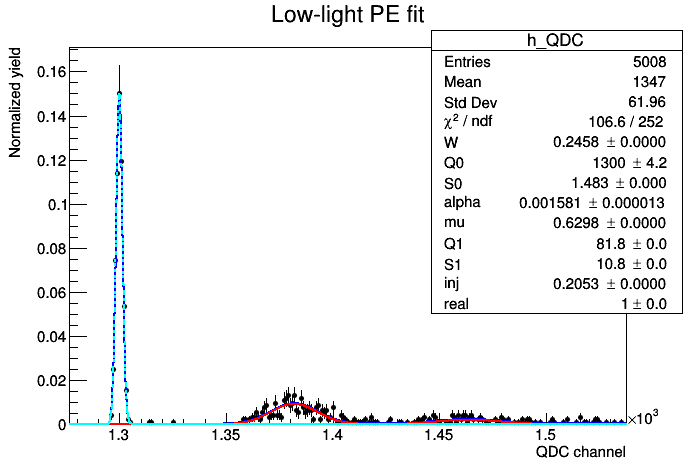 Low-light PE fit
h_QDC
Entries 5008
Mean 1347
Std Dev 61.96
χ² / ndf 106.6 / 252
W 0.2458 ± 0.0000
Q0 1300 ± 4.2
S0 1.483 ± 0.000
alpha 0.001581 ± 0.000013
mu 0.6298 ± 0.0000
Q1 81.8 ± 0.0
S1 10.8 ± 0.0
inj 0.2053 ± 0.0000
real 1 ± 0.0
Normalized yield
0.16
0.14
0.12
0.1
0.08
0.06
0.04
0.02
0
1.3 1.35 1.4 1.45 1.5
×10³
QDC channel